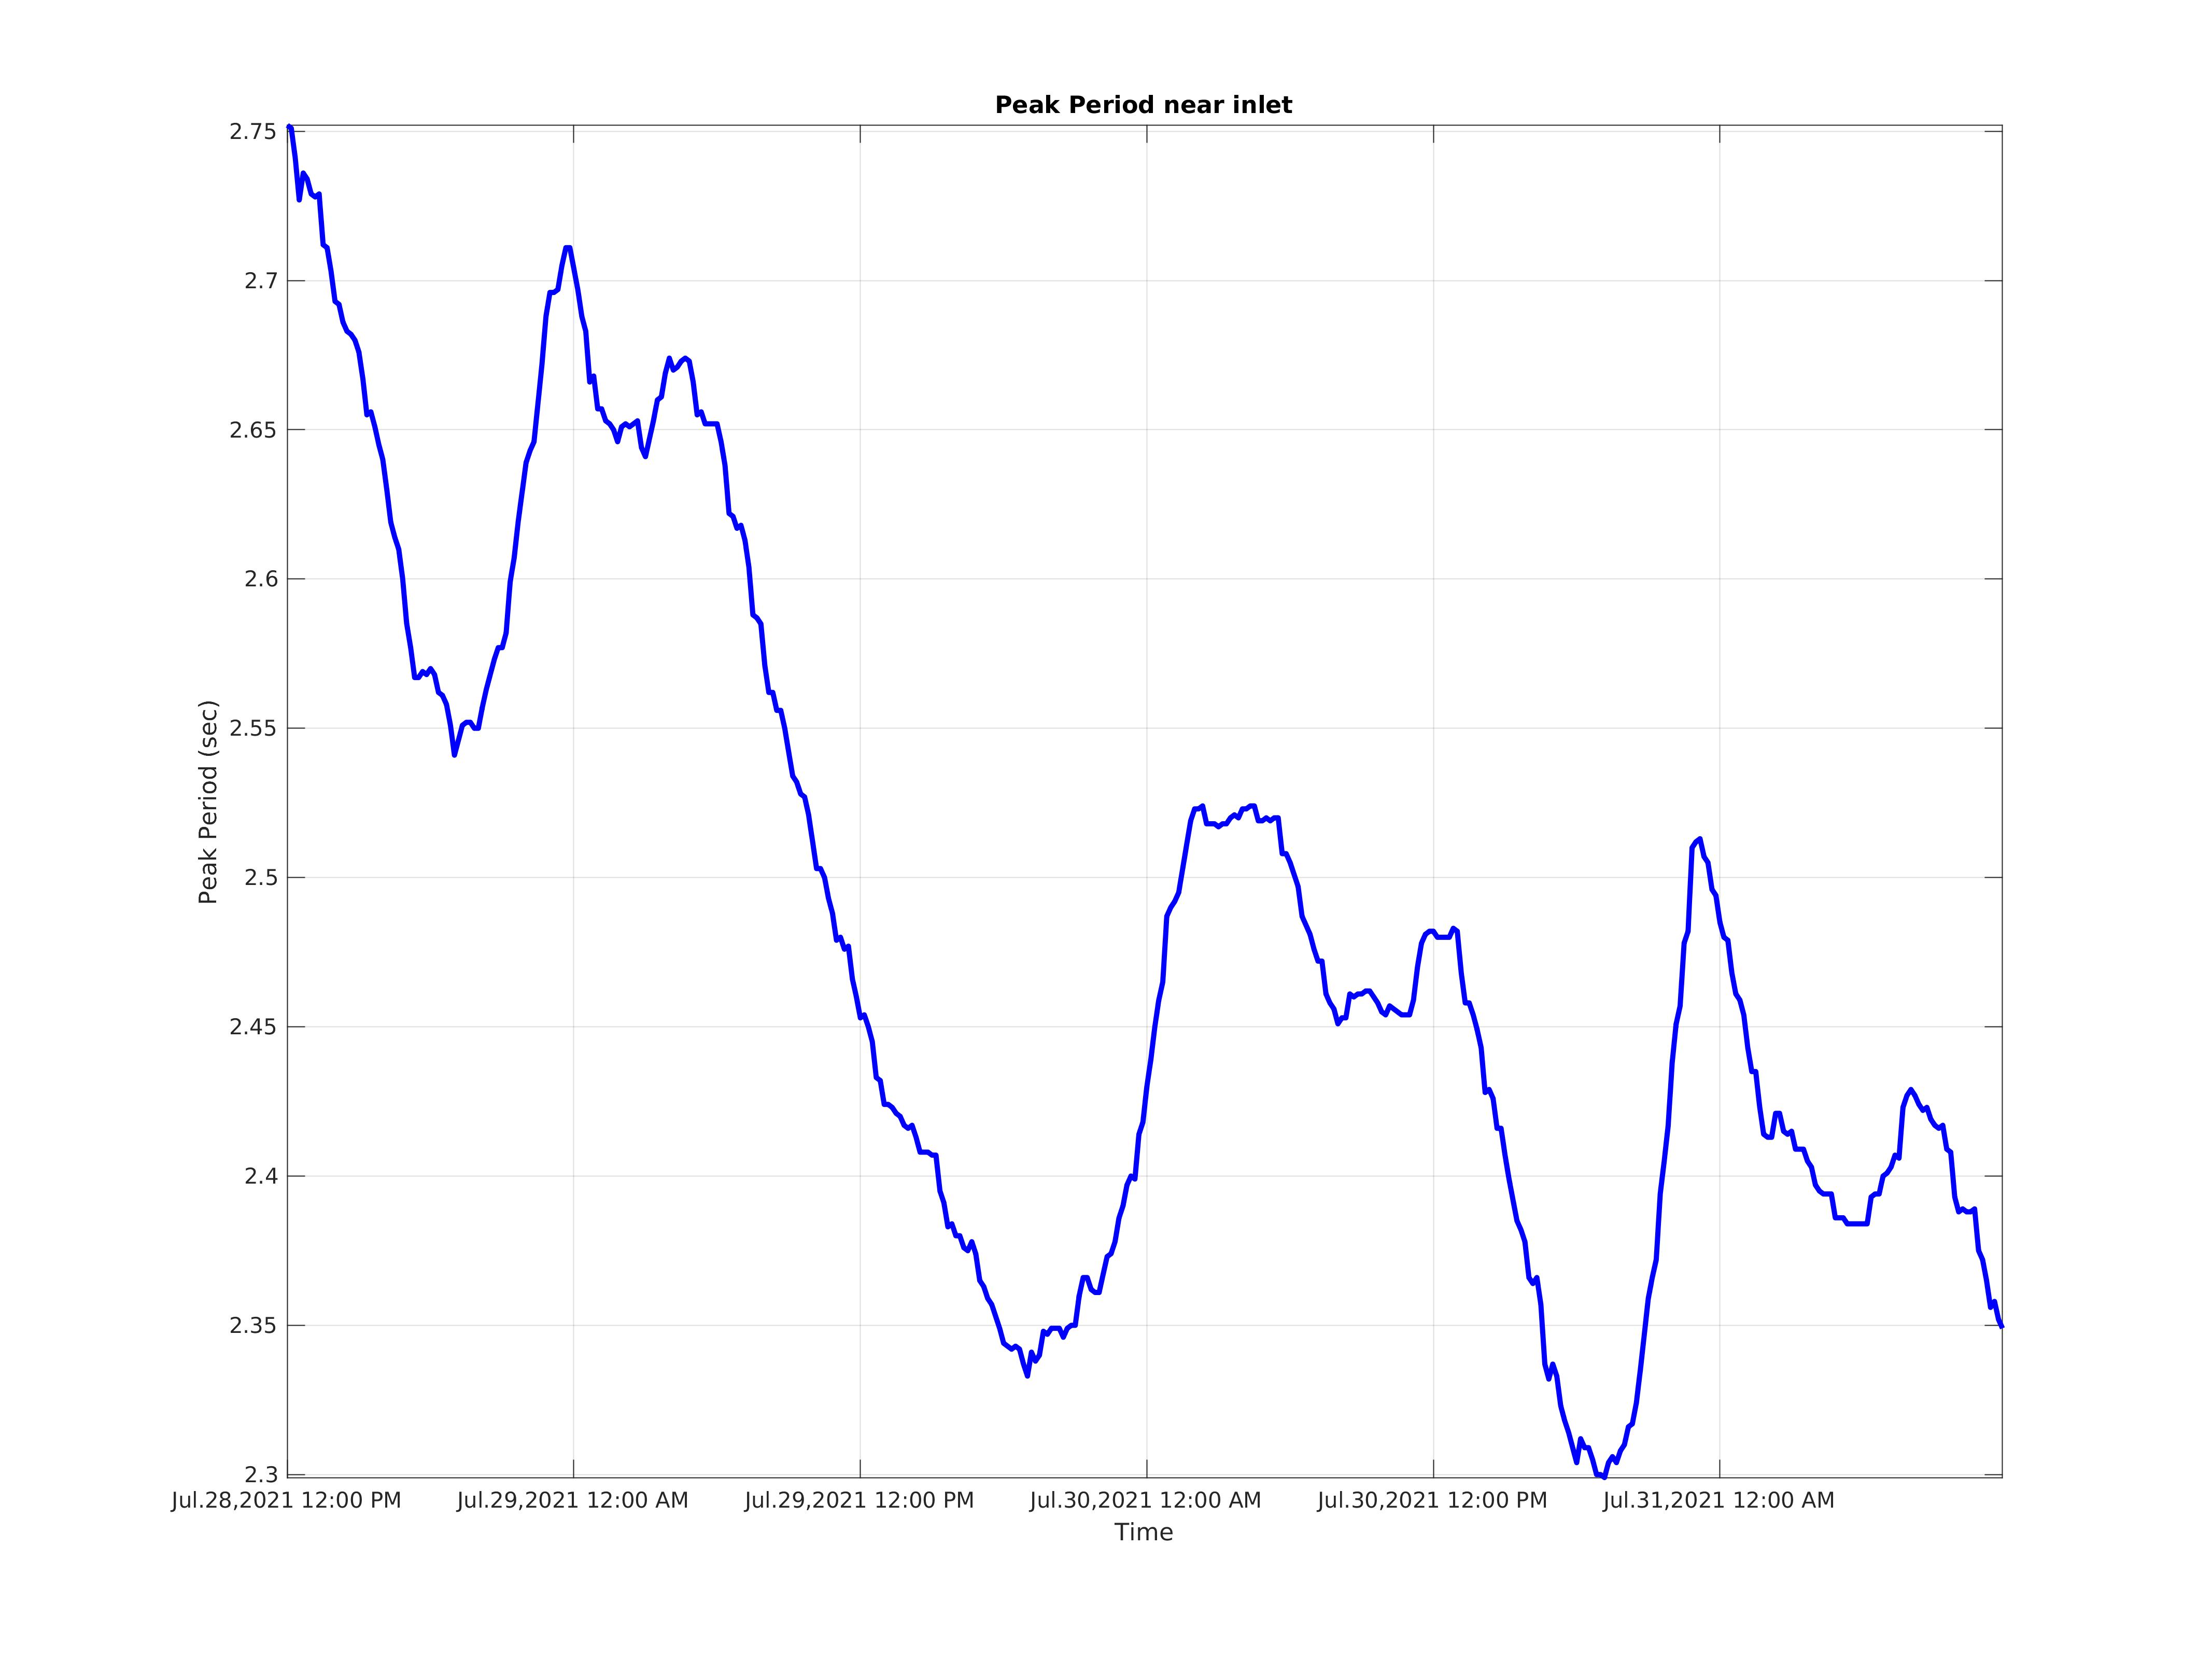 Peak Period near inlet
2.75
2.7
2.65
2.6
2.55
2.5
2.45
2.4
2.35
2.3
Peak Period (sec)
Jul.28,2021 12:00 PM
Jul.29,2021 12:00 AM
Jul.29,2021 12:00 PM
Jul.30,2021 12:00 AM
Jul.30,2021 12:00 PM
Jul.31,2021 12:00 AM
Time